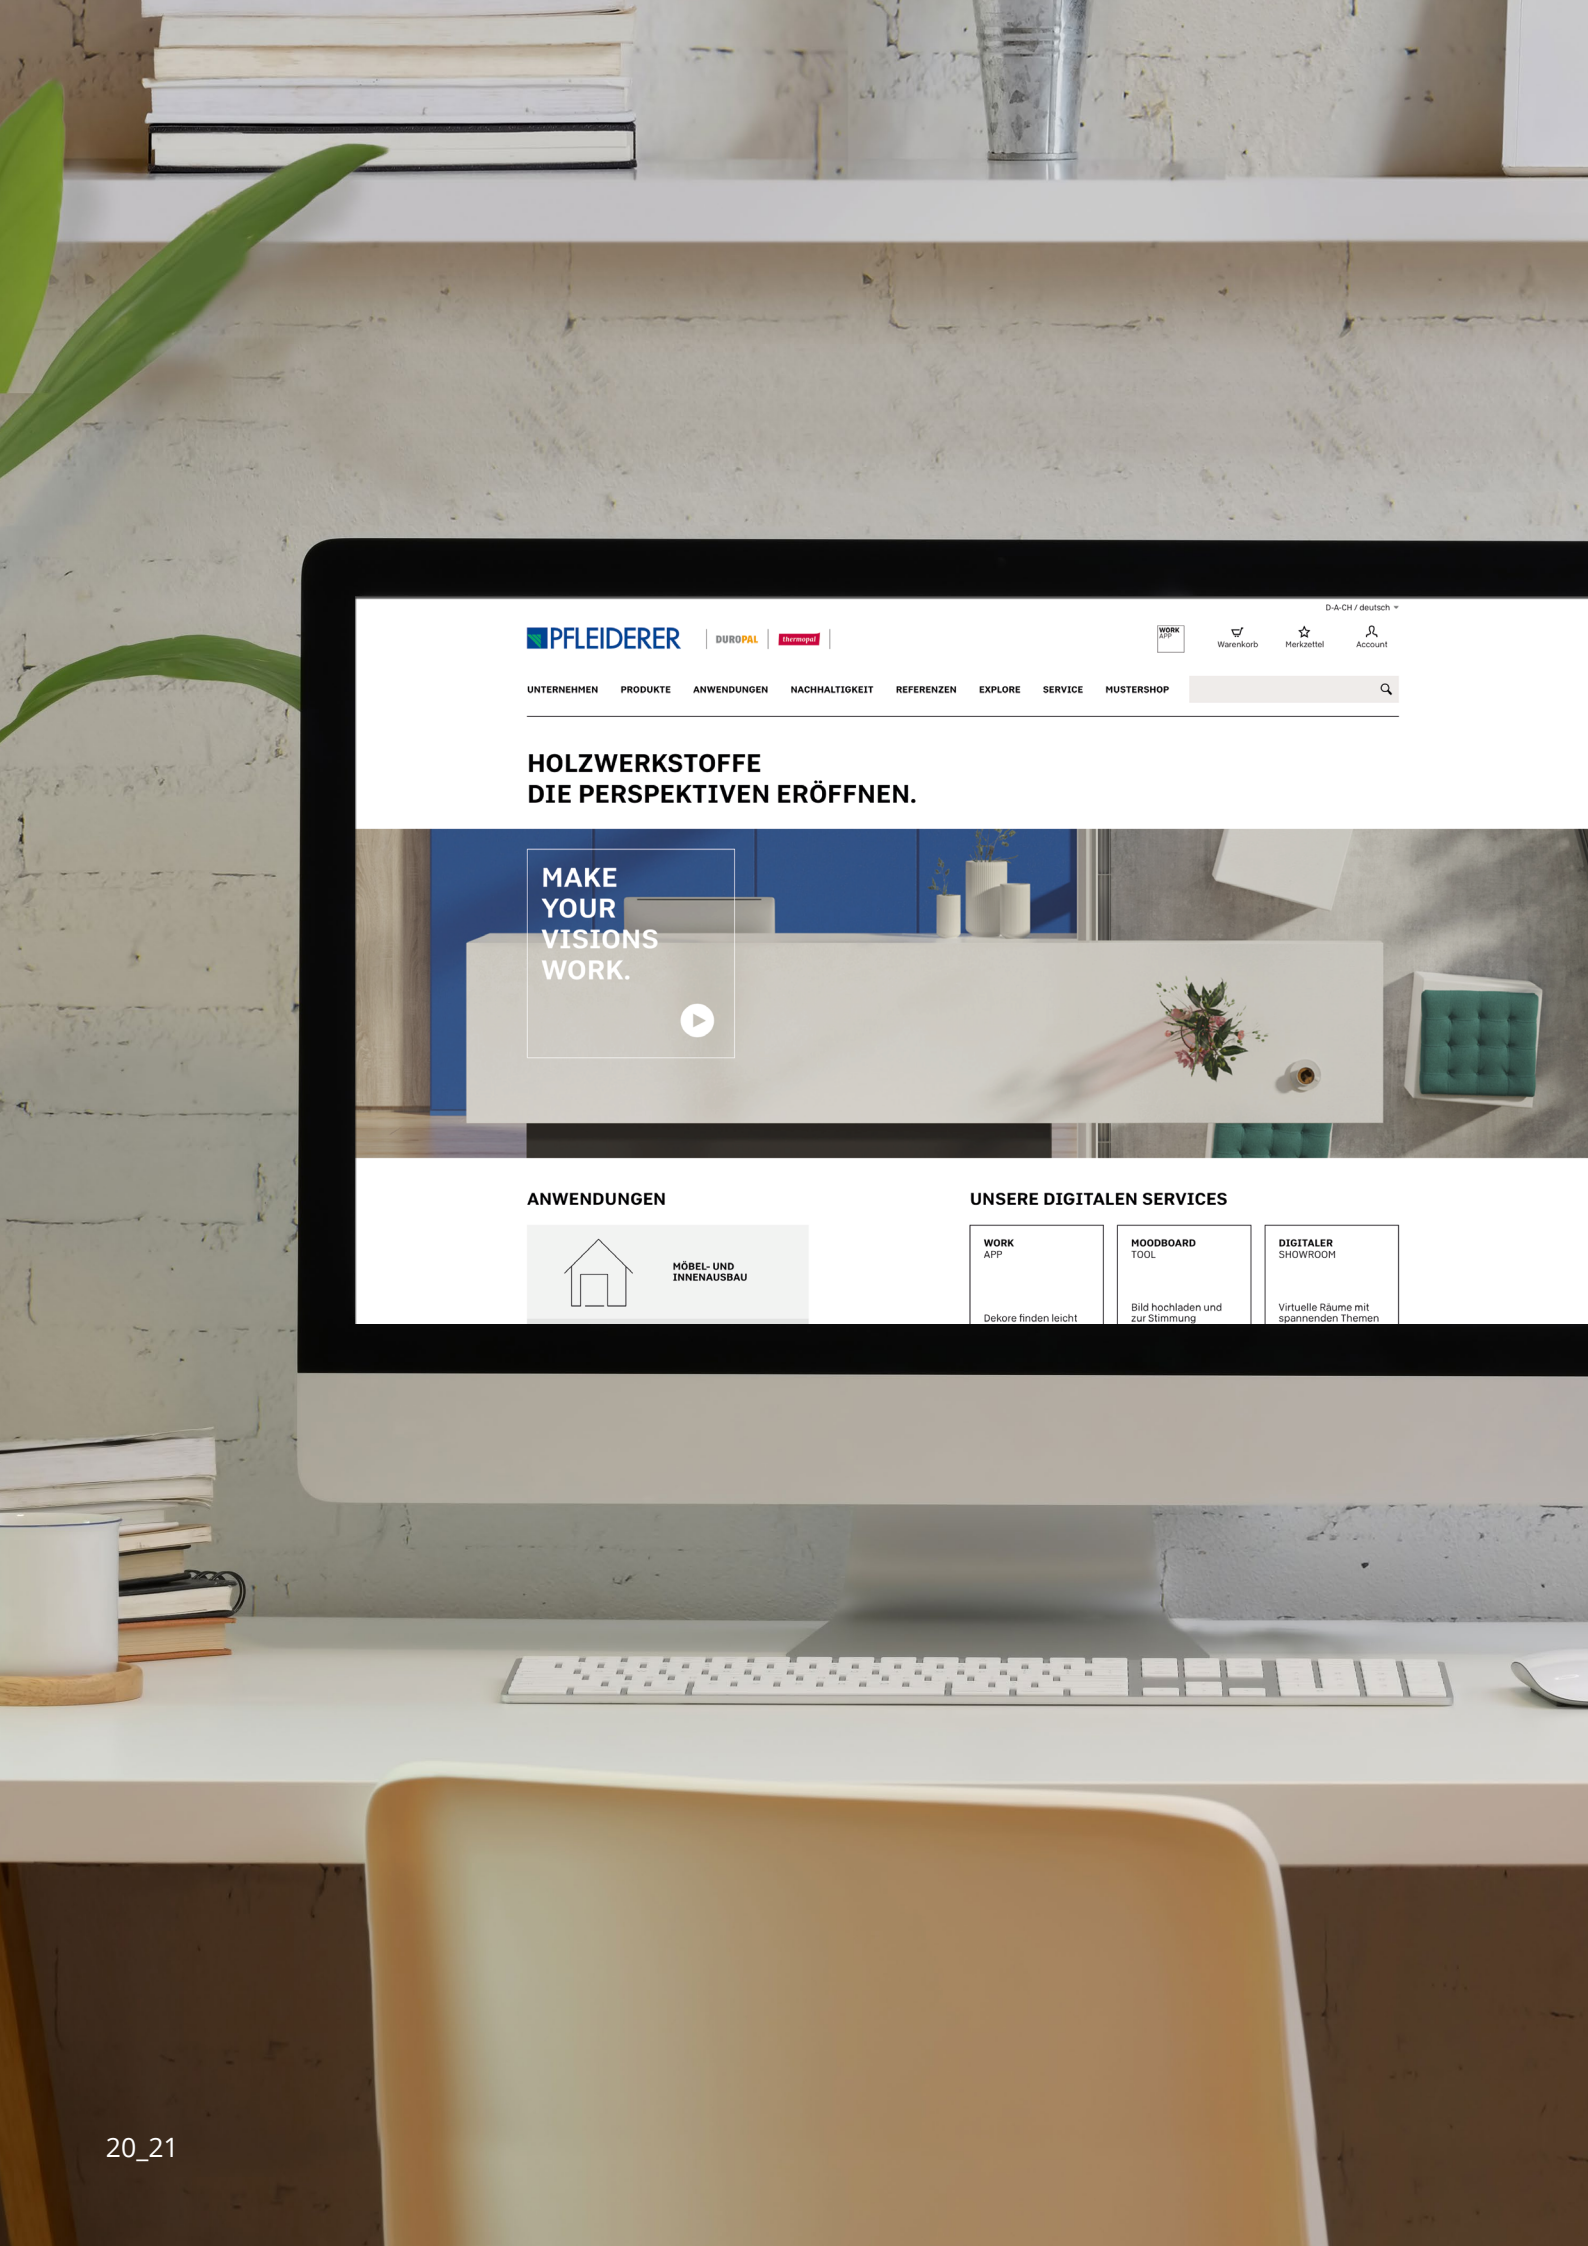 D-A-CH / deutsch
PFLEIDERER DUROPAL thermopal
WORK
APP
Warenkorb Merkzettel Account
UNTERNEHMEN PRODUKTE ANWENDUNGEN NACHHALTIGKEIT REFERENZEN EXPLORE SERVICE MUSTERSHOP
HOLZWERKSTOFFE
DIE PERSPEKTIVEN ERÖFFNEN.
MAKE
YOUR
VISIONS
WORK.
ANWENDUNGEN
MÖBEL- UND
INNENAUSBAU
UNSERE DIGITALEN SERVICES
WORK
APP
Dekore finden leicht
MOODBOARD
TOOL
Bild hochladen und
zur Stimmung
DIGITALER
SHOWROOM
Virtuelle Räume mit
spannenden Themen
20_21